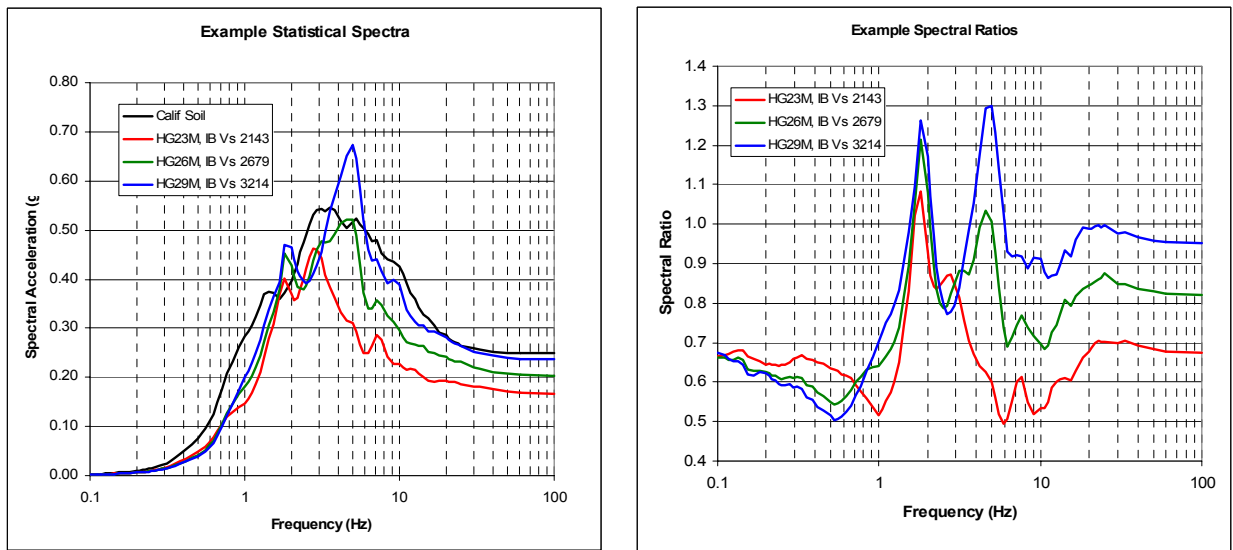 Example Statistical Spectra
0.80
0.70
0.60
0.50
0.40
0.30
0.20
0.10
0.00
Spectral Acceleration (g
Calif Soil
HG23M, IB Vs 2143
HG26M, IB Vs 2679
HG29M, IB Vs 3214
0.1 1 10 100
Frequency (Hz)
Example Spectral Ratios
1.4
1.3
1.2
1.1
1.0
0.9
0.8
0.7
0.6
0.5
0.4
Spectral Ratio
HG23M, IB Vs 2143
HG26M, IB Vs 2679
HG29M, IB Vs 3214
0.1 1 10 100
Frequency (Hz)